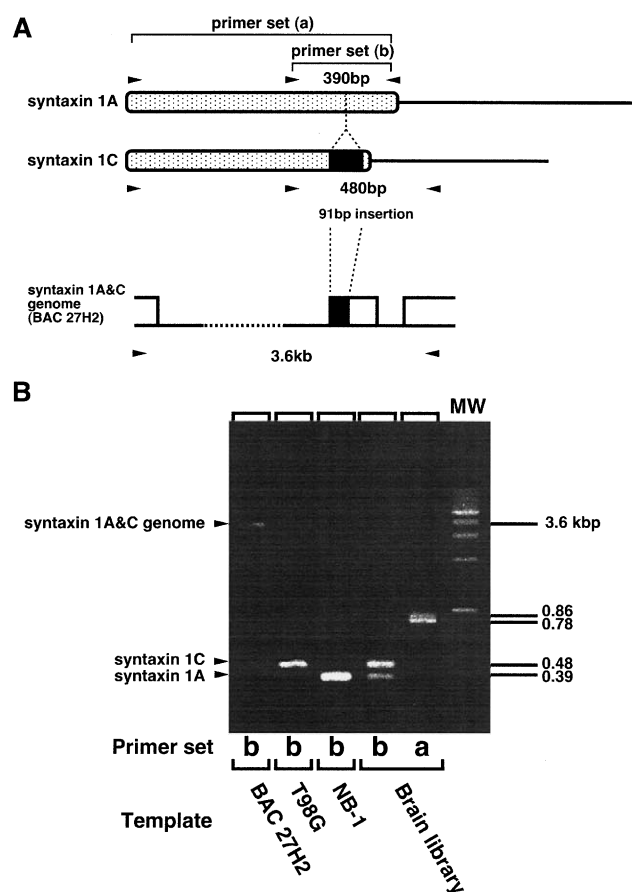 A
primer set (a)
primer set (b)
390bp
syntaxin 1A
syntaxin 1C
480bp
91bp insertion
syntaxin 1A&C
genome
(BAC 27H2)
3.6kb
B
MW
syntaxin 1A&C genome
3.6 kbp
0.86
0.78
syntaxin 1C
0.48
syntaxin 1A
0.39
Primer set
b b b b a
Template
BAC 27H2
T98G
NB-1
Brain library